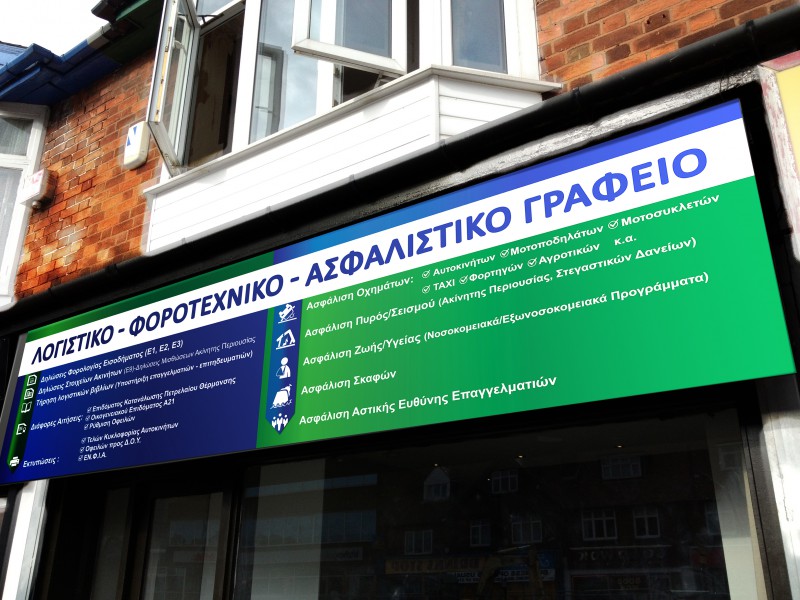 ΛΟΓΙΣΤΙΚΟ - ΦΟΡΟΤΕΧΝΙΚΟ - ΑΣΦΑΛΙΣΤΙΚΟ ΓΡΑΦΕΙΟ
Δηλώσεις Φορολογίας Εισοδήματος (Ε1, Ε2, Ε3)
Δηλώσεις Στοιχείων Ακινήτων (Ε9)-Δηλώσεις Μισθώσεων Ακίνητης Περιουσίας
Τήρηση λογιστικών βιβλίων (Υποστήριξη επαγγελματιών - επιτηδευματιών)
Διάφορες Αιτήσεις:
Επιδόματος Κατανάλωσης Πετρελαίου Θέρμανσης
Οικογενειακού Επιδόματος Α21
Ρύθμιση Οφειλών
Εκτυπώσεις :
Τελών Κυκλοφορίας Αυτοκινήτων
Οφειλών προς Δ.Ο.Υ.
ΕΝ.Φ.Ι.Α.
Ασφάλιση Οχημάτων: Αυτοκινήτων Μοτοποδηλάτων Μοτοσυκλετών
ΤΑΧΙ Φορτηγών Αγροτικών κ.α.
Ασφάλιση Πυρός/Σεισμού (Ακίνητης Περιουσίας, Στεγαστικών Δανείων)
Ασφάλιση Ζωής/Υγείας (Νοσοκομειακά/Εξωνοσοκομειακά Προγράμματα)
Ασφάλιση Σκαφών
Ασφάλιση Αστικής Ευθύνης Επαγγελματιών